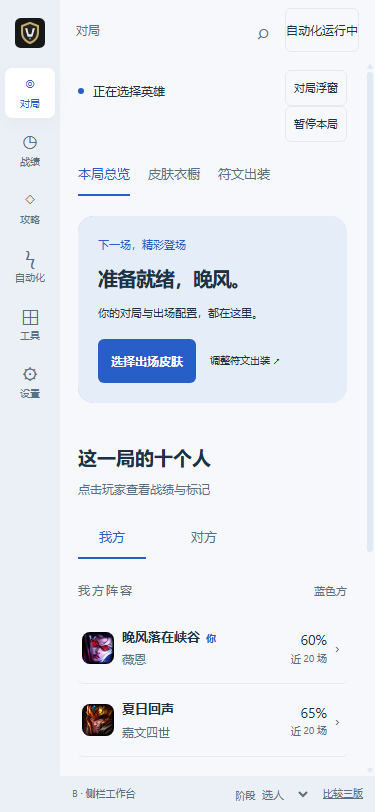 对局
自动化运行中
对局
战绩
攻略
自动化
工具
设置
正在选择英雄
对局浮窗
暂停本局
本局总览
皮肤衣橱
符文出装
下一场，精彩登场
准备就绪，晚风。
你的对局与出场配置，都在这里。
选择出场皮肤
调整符文出装 ↗
这一局的十个人
点击玩家查看战绩与标记
我方
对方
我方阵容
蓝色方
晚风落在峡谷 你
薇恩
60%
近 20 场
夏日回声
嘉文四世
65%
近 20 场
B · 侧栏工作台
阶段 选人
比较三版